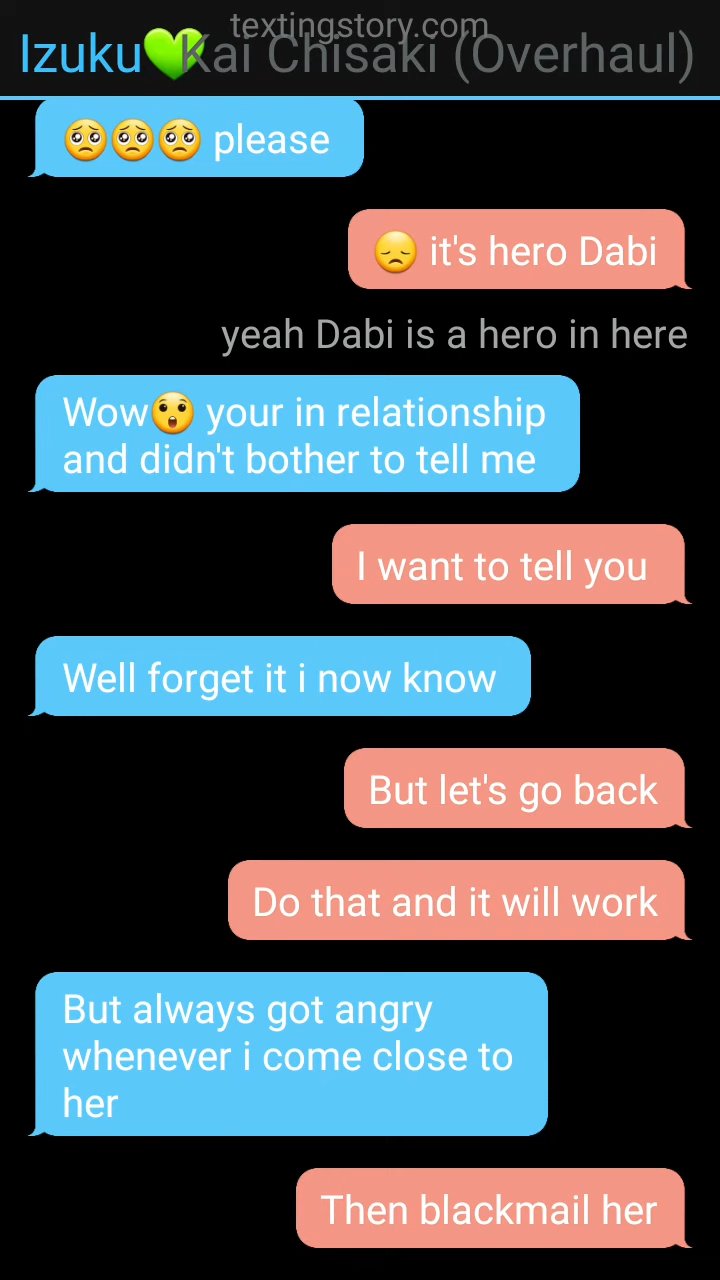 textingstory.com
Izuku💚 Kai Chisaki (Overhaul)
🥺🥺🥺 please
😞 it's hero Dabi
yeah Dabi is a hero in here
Wow😲 your in relationship
and didn't bother to tell me
I want to tell you
Well forget it i now know
But let's go back
Do that and it will work
But always got angry
whenever i come close to
her
Then blackmail her